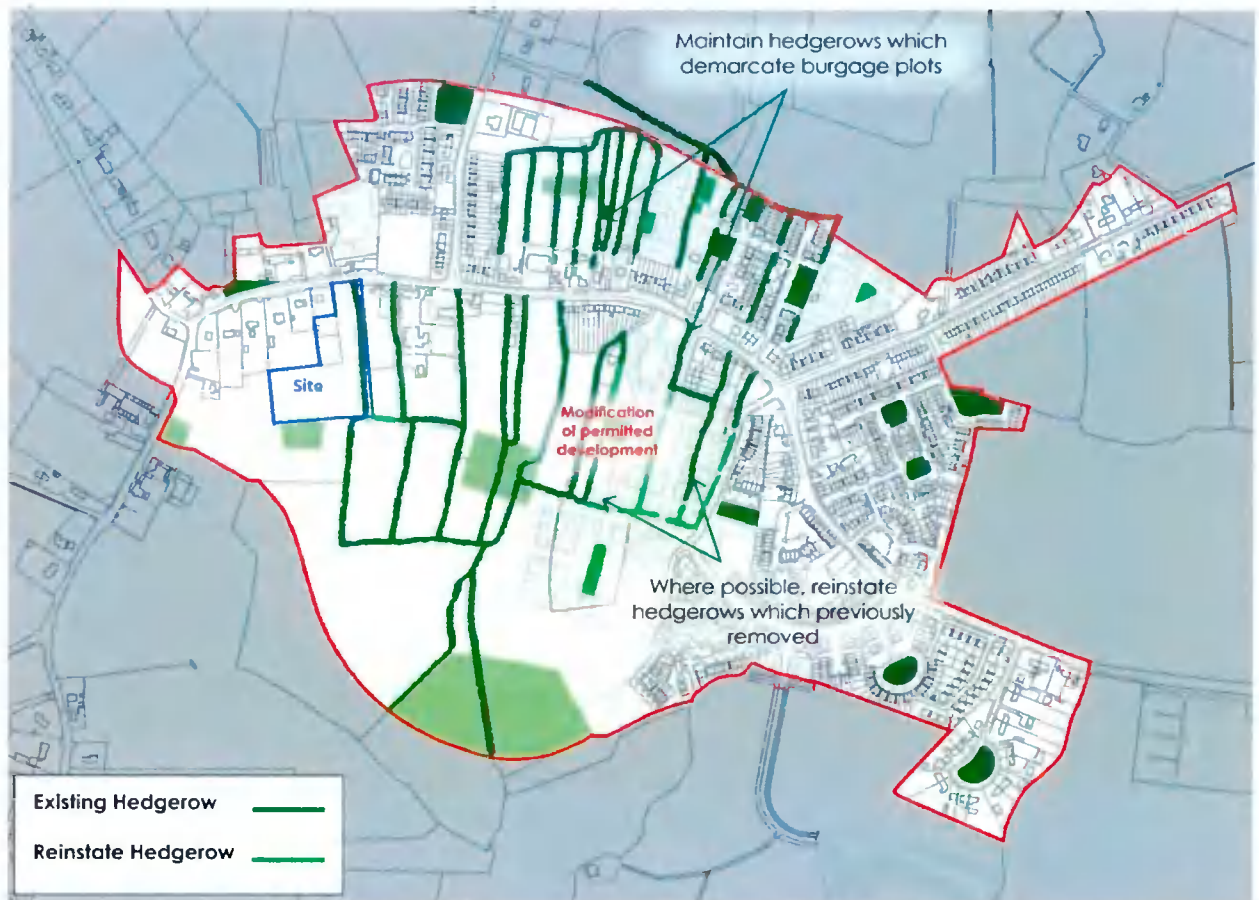 Maintain hedgerows which
demarcate burgage plots
Site
Modification
of permitted
development
Where possible, reinstate
hedgerows which previously
removed
Existing Hedgerow
Reinstate Hedgerow